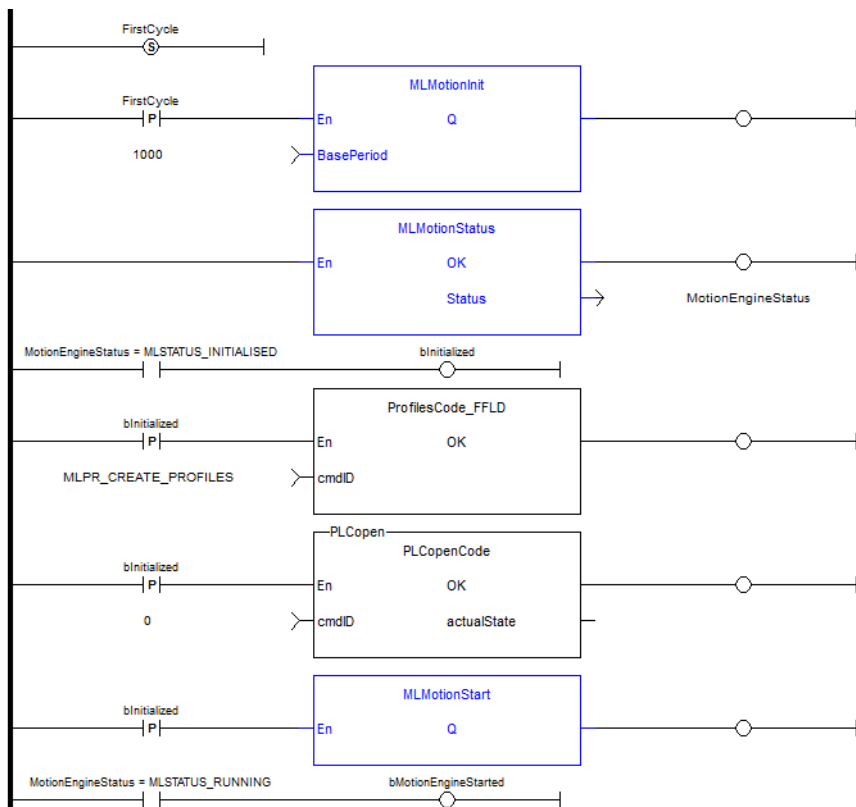 FirstCycle
S
FirstCycle
P
1000
MLMotionInit
En Q
BasePeriod
MLMotionStatus
En OK
Status
MotionEngineStatus
MotionEngineStatus = MLSTATUS_INITIALISED
bInitialized
bInitialized
P
MLPR_CREATE_PROFILES
ProfilesCode_FFLD
En OK
cmdID
bInitialized
P
0
PLCopen
PLCopenCode
En OK
cmdID actualState
bInitialized
P
MLMotionStart
En Q
MotionEngineStatus = MLSTATUS_RUNNING
bMotionEngineStarted